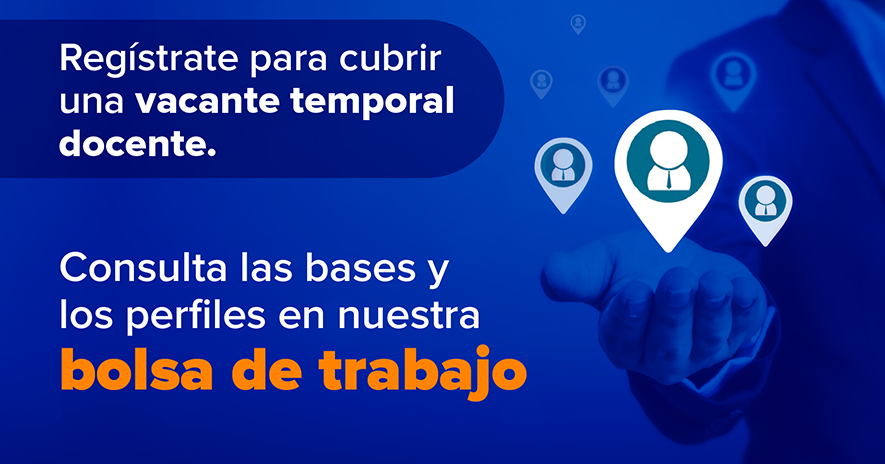 Regístrate para cubrir
una vacante temporal
docente.
Consulta las bases y
los perfiles en nuestra
bolsa de trabajo